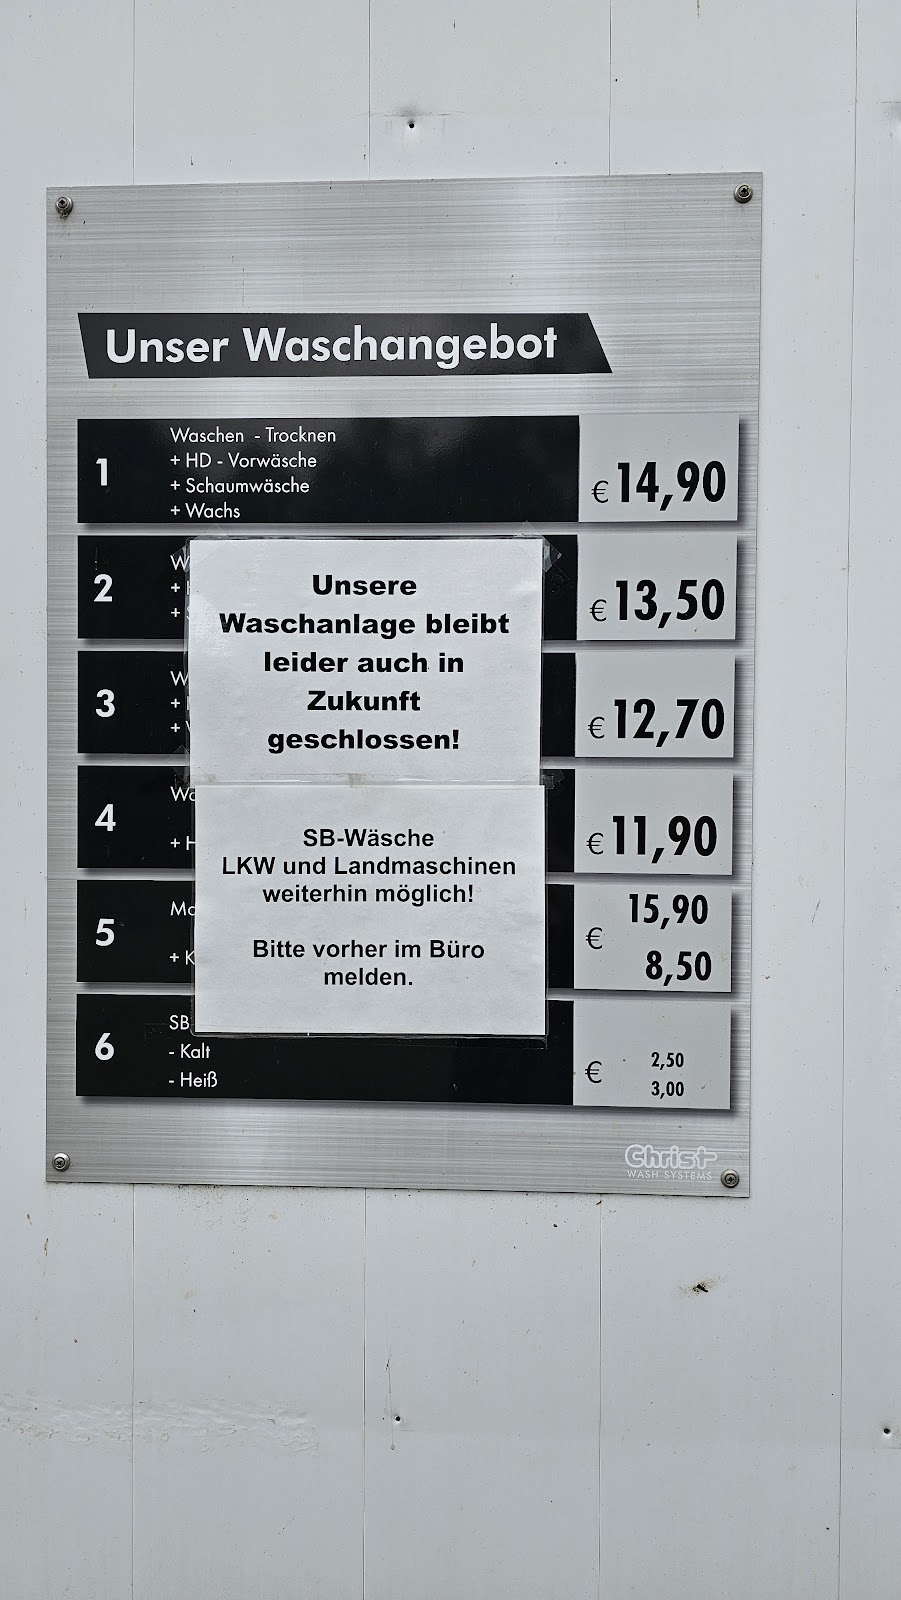 Unser Waschangebot
1
Waschen - Trocknen
+ HD - Vorwäsche
+ Schaumwäsche
+ Wachs
€ 14,90
2
€ 13,50
3
€ 12,70
4
€ 11,90
5
€ 15,90
8,50
6
SB
- Kalt
- Heiß
€ 2,50
3,00
Unsere
Waschanlage bleibt
leider auch in
Zukunft
geschlossen!
SB-Wäsche
LKW und Landmaschinen
weiterhin möglich!
Bitte vorher im Büro
melden.
Christ
WASH SYSTEMS